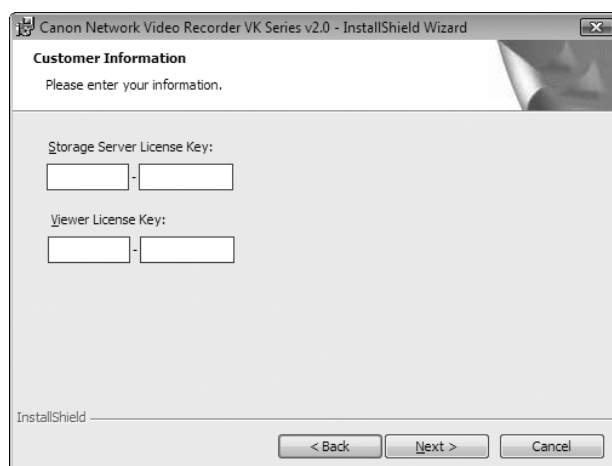 Canon Network Video Recorder VK Series v2.0 - InstallShield Wizard
Customer Information
Please enter your information.
Storage Server License Key:
-
Viewer License Key:
-
InstallShield
< Back Next > Cancel